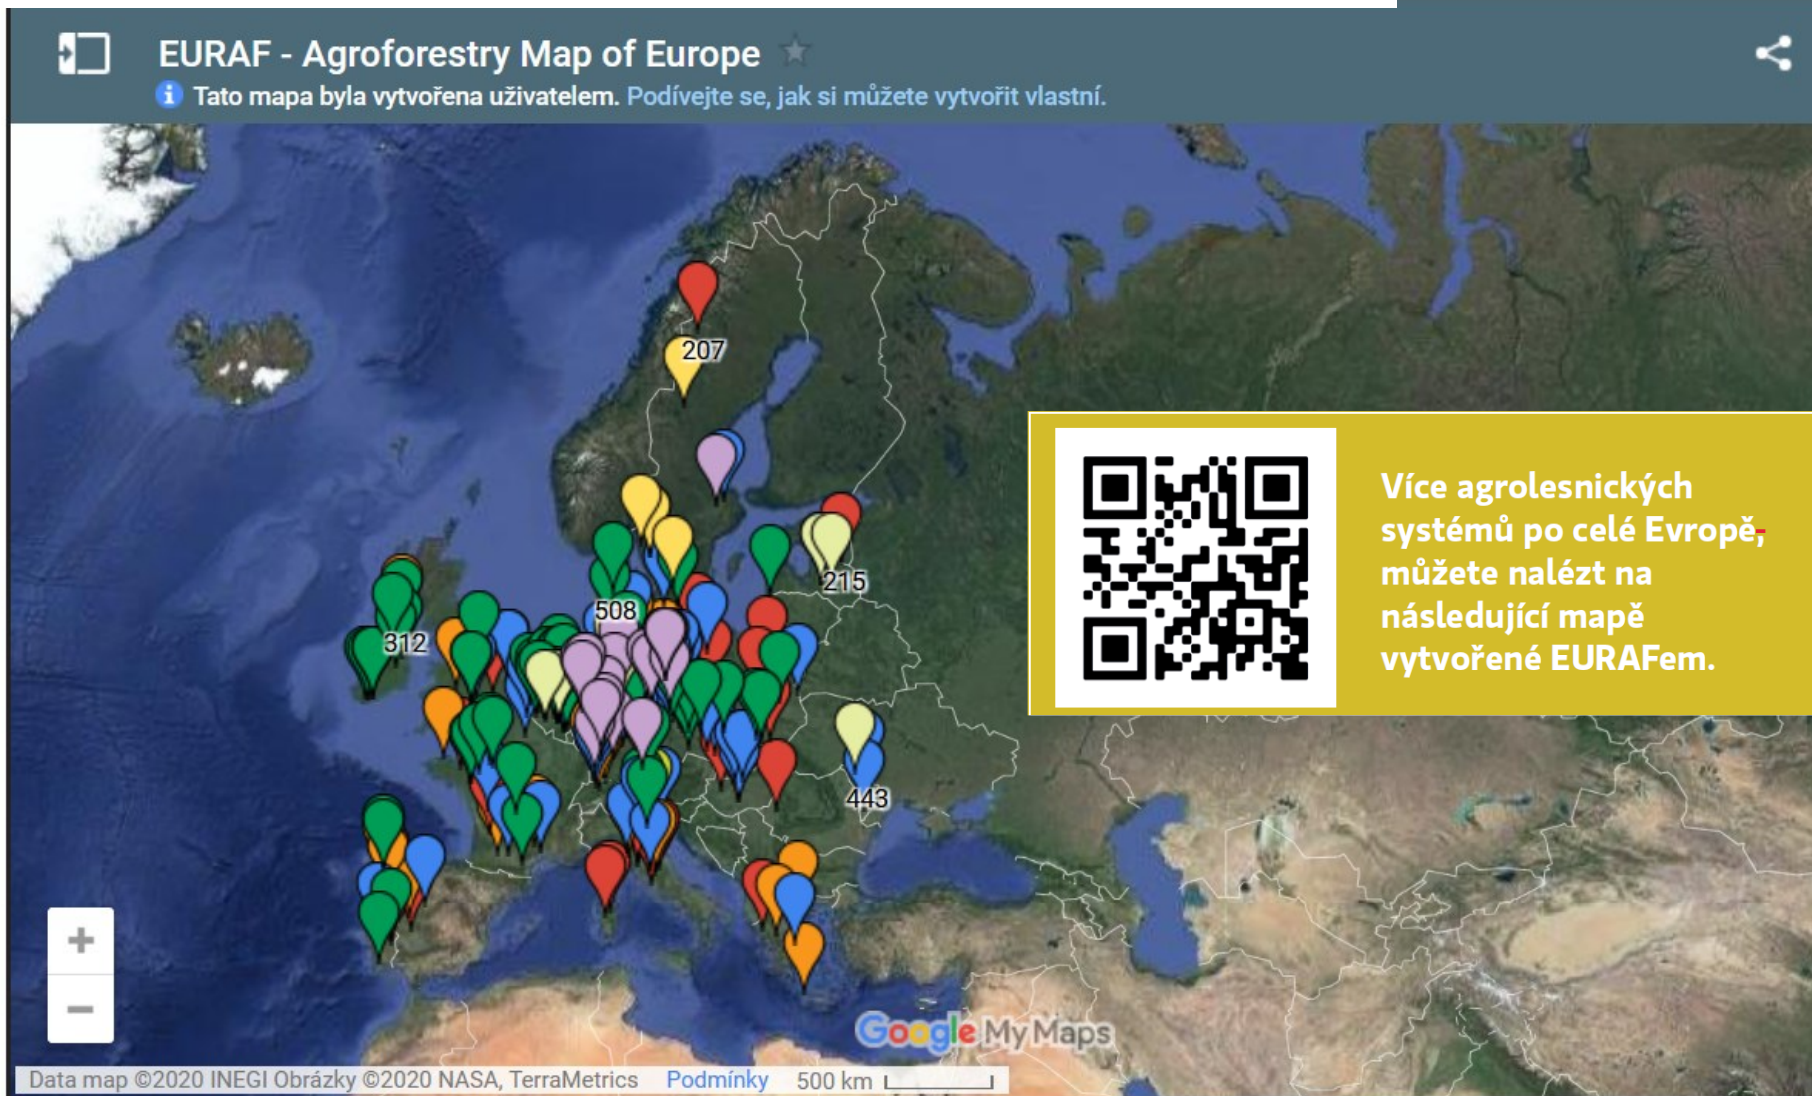 EURAF - Agroforestry Map of Europe
Tato mapa byla vytvořena uživatelem. Podívejte se, jak si můžete vytvořit vlastní.
207
Více agrolesnických
systémů po celé Evropě,
můžete nalézt na
následující mapě
vytvořené EURAFem.
215
508
312
443
Google My Maps
Data map ©2020 INEGI Obrázky ©2020 NASA, TerraMetrics Podmínky 500 km